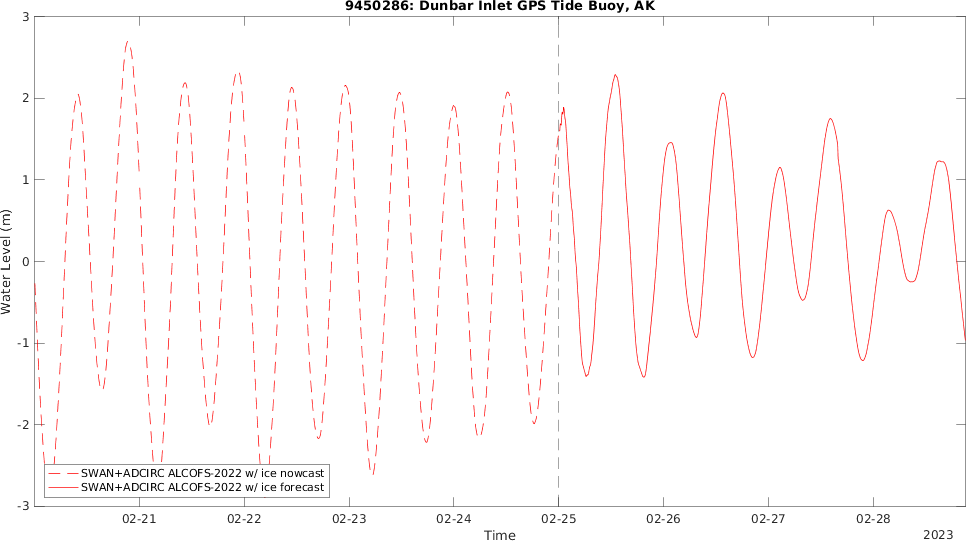 9450286: Dunbar Inlet GPS Tide Buoy, AK
3
2
1
0
-1
-2
-3
Water Level (m)
SWAN+ADCIRC ALCOFS-2022 w/ ice nowcast
SWAN+ADCIRC ALCOFS-2022 w/ ice forecast
02-21 02-22 02-23 02-24 02-25 02-26 02-27 02-28
Time
2023